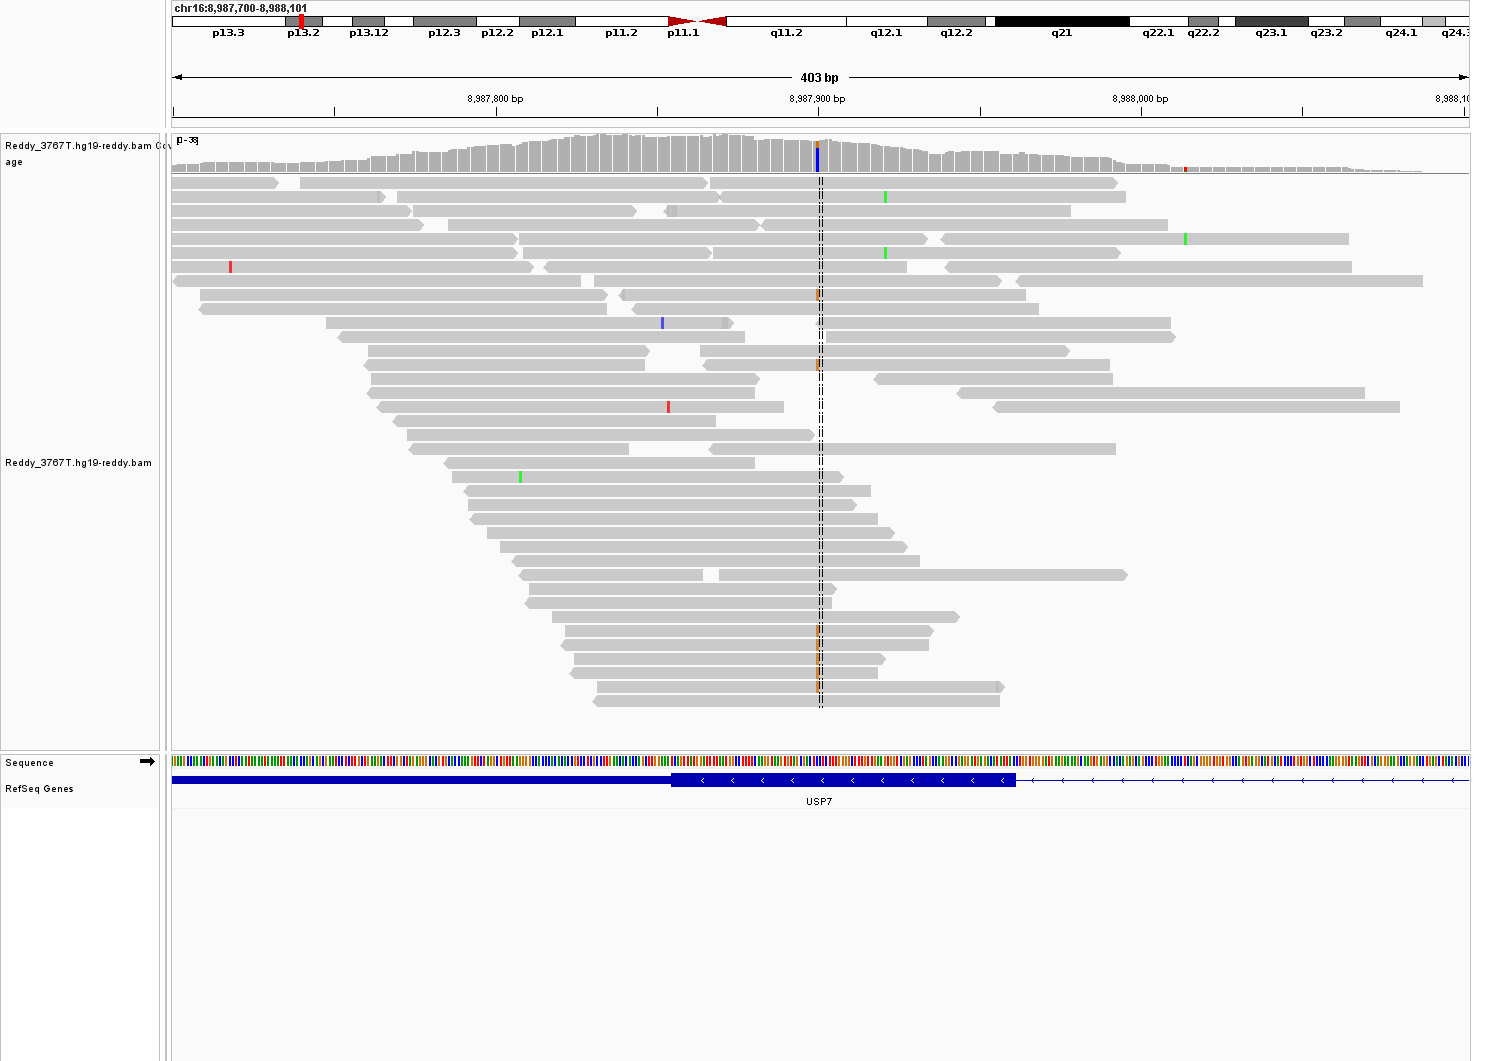 chr16:8,987,700-8,988,101
p13.3 p13.2 p13.12 p12.3 p12.2 p12.1 p11.2 p11.1 q11.2 q12.1 q12.2 q21 q22.1 q22.2 q23.1 q23.2 q24.1 q24.3
403 bp
8,987,800 bp 8,987,900 bp 8,988,000 bp 8,988,10
Reddy_3767T.hg19-reddy.bam Cov
age
[0-38]
Reddy_3767T.hg19-reddy.bam
Sequence
RefSeq Genes
USP7